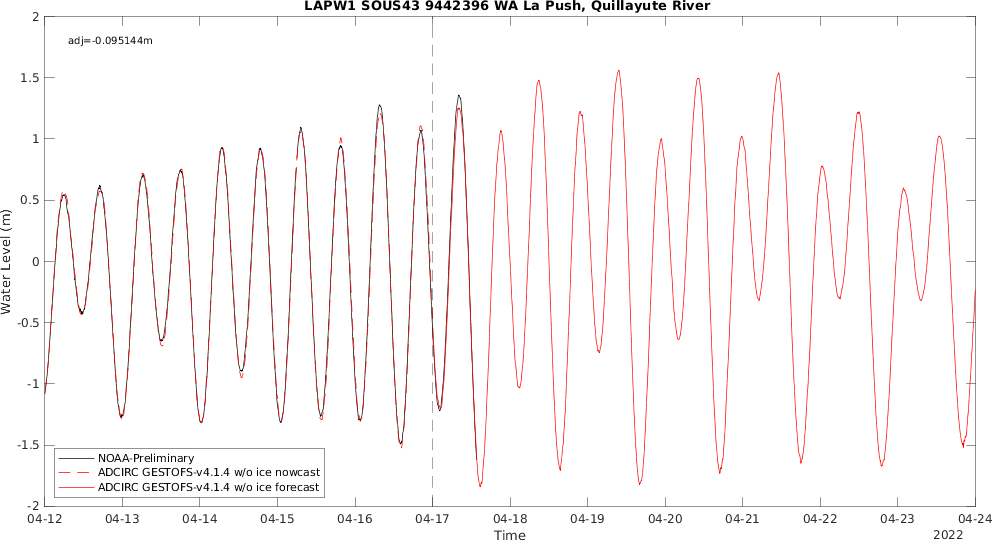 LAPW1 SOUS43 9442396 WA La Push, Quillayute River
adj=-0.095144m
2
1.5
1
0.5
0
-0.5
-1
-1.5
-2
Water Level (m)
NOAA-Preliminary
ADCIRC GESTOFS-v4.1.4 w/o ice nowcast
ADCIRC GESTOFS-v4.1.4 w/o ice forecast
04-12 04-13 04-14 04-15 04-16 04-17 04-18 04-19 04-20 04-21 04-22 04-23 04-24
Time
2022